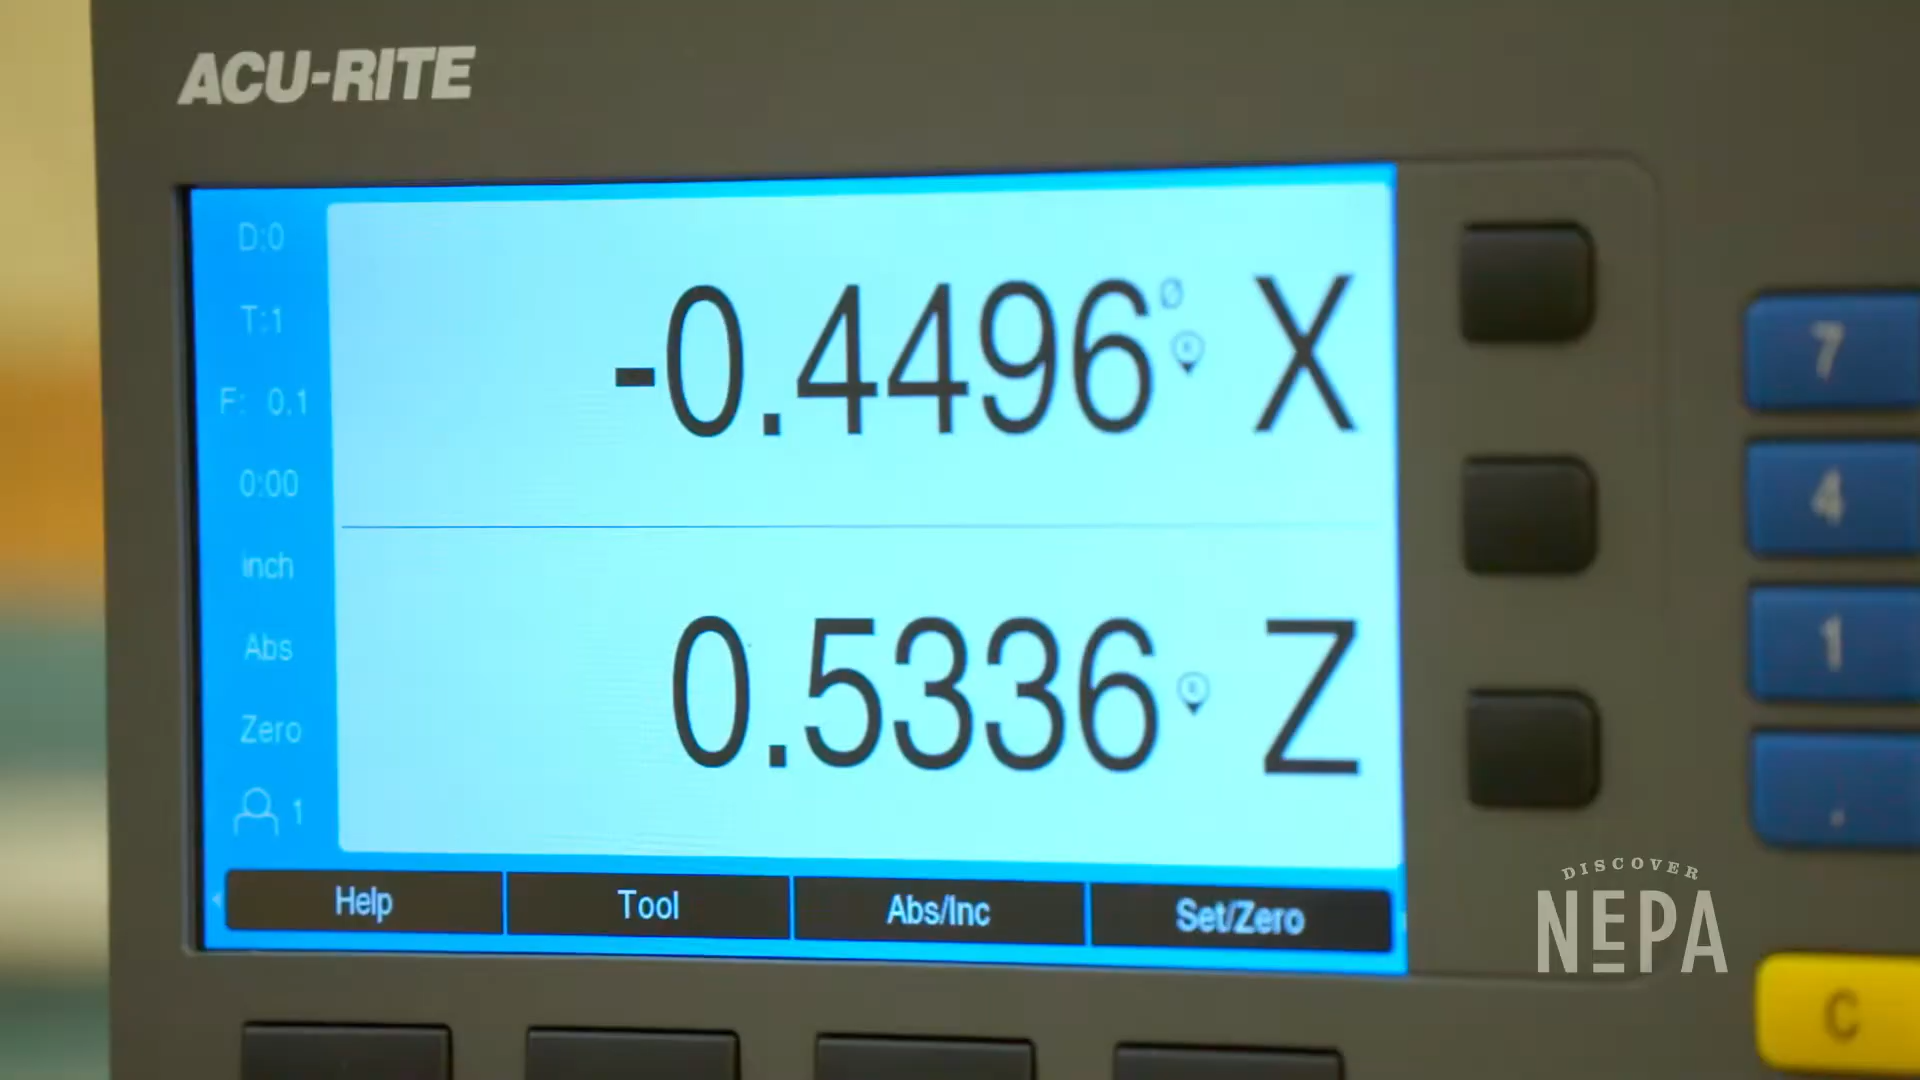 ACU-RITE
D:0
T:1
F: 0.1
0:00
inch
Abs
Zero
1
-0.4496 Ø X
0.5336 Z
Help
Tool
Abs/Inc
Set/Zero
7
4
1
.
C
DISCOVER
NEPA